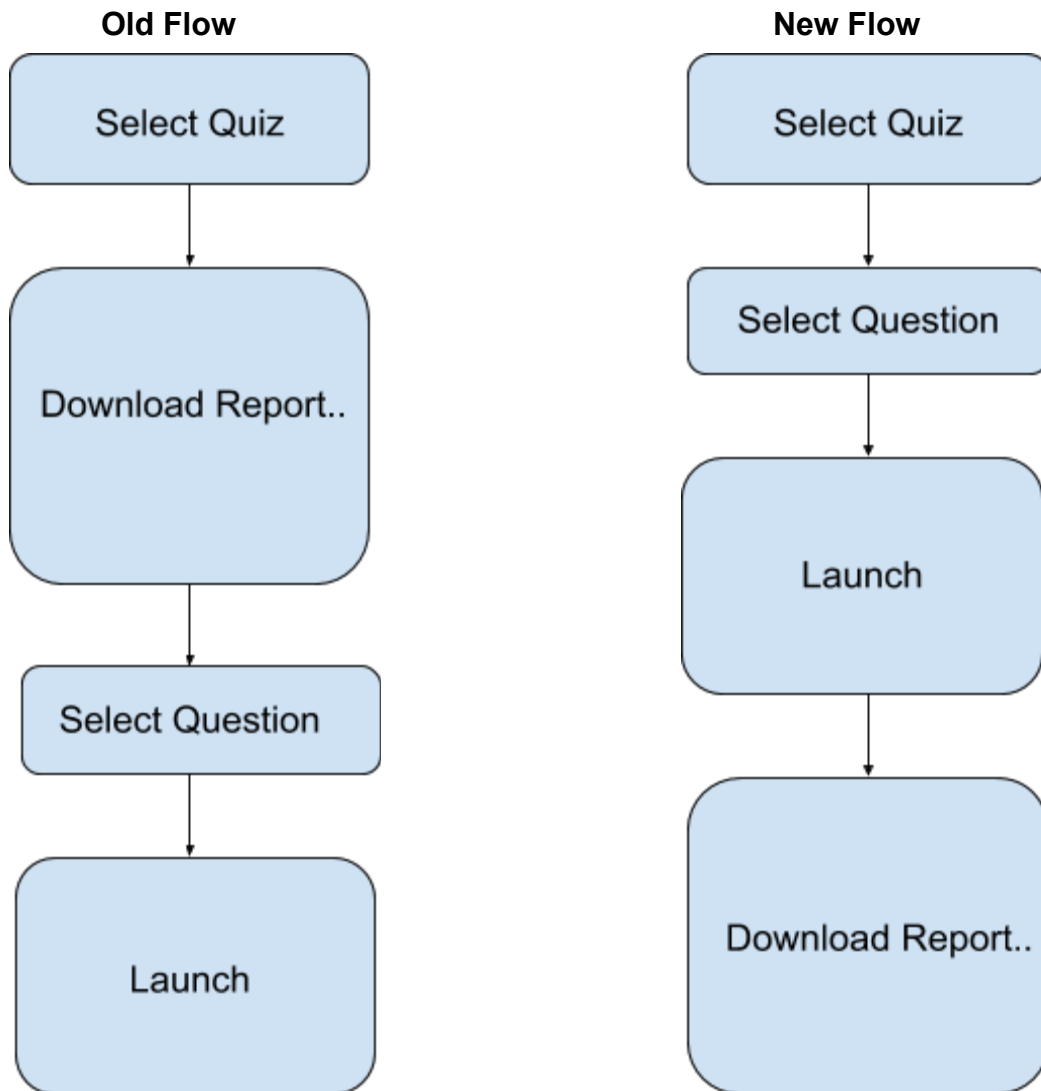 Old Flow
Select Quiz
Download Report..
Select Question
Launch
New Flow
Select Quiz
Select Question
Launch
Download Report..